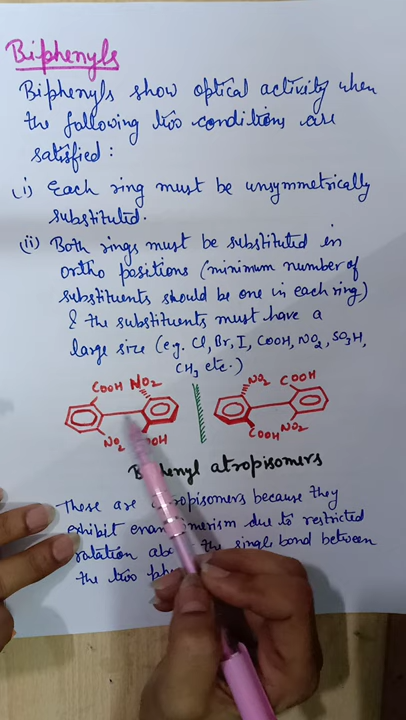 Biphenyls
Biphenyls show optical activity when
the following two conditions are
satisfied:
(i) Each ring must be unsymmetrically
substituted.
(ii) Both rings must be substituted in
ortho positions (minimum number of
substituents should be one in each ring)
& the substituents must have a
large size (eg. Cl, Br, I, COOH, NO2, SO3H,
CH3 etc.)
COOH NO2 NO2 COOH
NO2 COOH NO2
atropisomers
These are because they
exhibit due to restricted
rotation the single bond between
the two